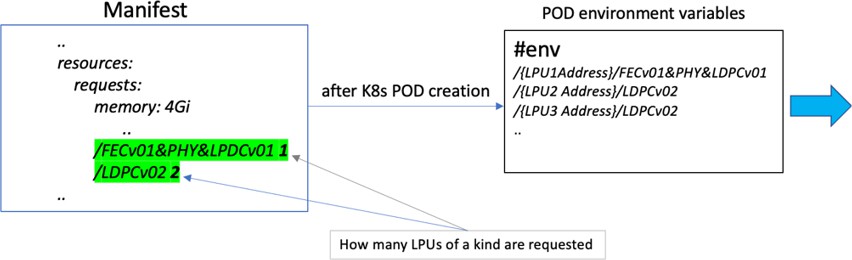 Manifest
..
resources:
requests:
memory: 4Gi
..
/FECv01&PHY&LPDCv01 1
/LDPCv02 2
..
after K8s POD creation
POD environment variables
#env
/{LPU1Address}/FECv01&PHY&LDPCv01
/{LPU2 Address}/LDPCv02
/{LPU3 Address}/LDPCv02
..
How many LPUs of a kind are requested